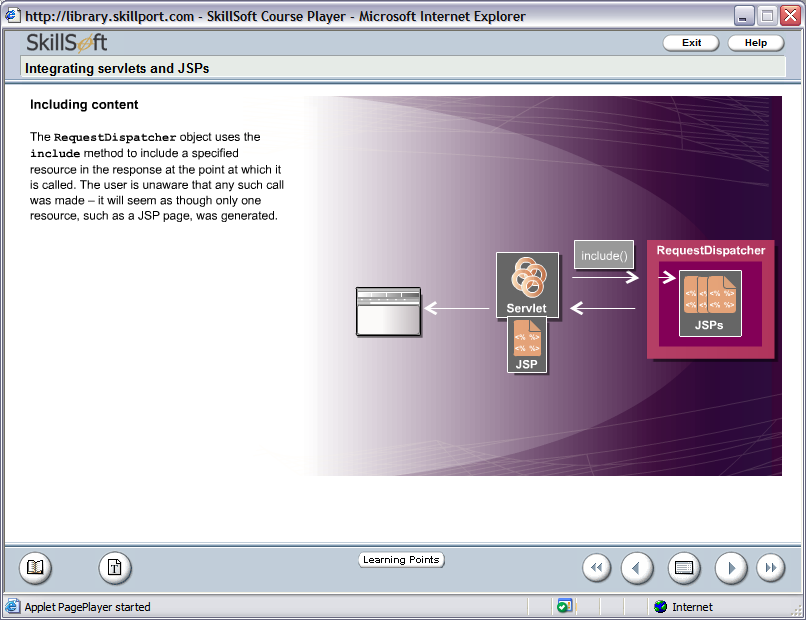 http://library.skillport.com - SkillSoft Course Player - Microsoft Internet Explorer
SkillSoft
Exit
Help
Integrating servlets and JSPs
Including content
The RequestDispatcher object uses the
include method to include a specified
resource in the response at the point at which it
is called. The user is unaware that any such call
was made – it will seem as though only one
resource, such as a JSP page, was generated.
include()
RequestDispatcher
Servlet
<% %>
<% <% <% %>
JSPs
JSP
Learning Points
Applet PagePlayer started
Internet